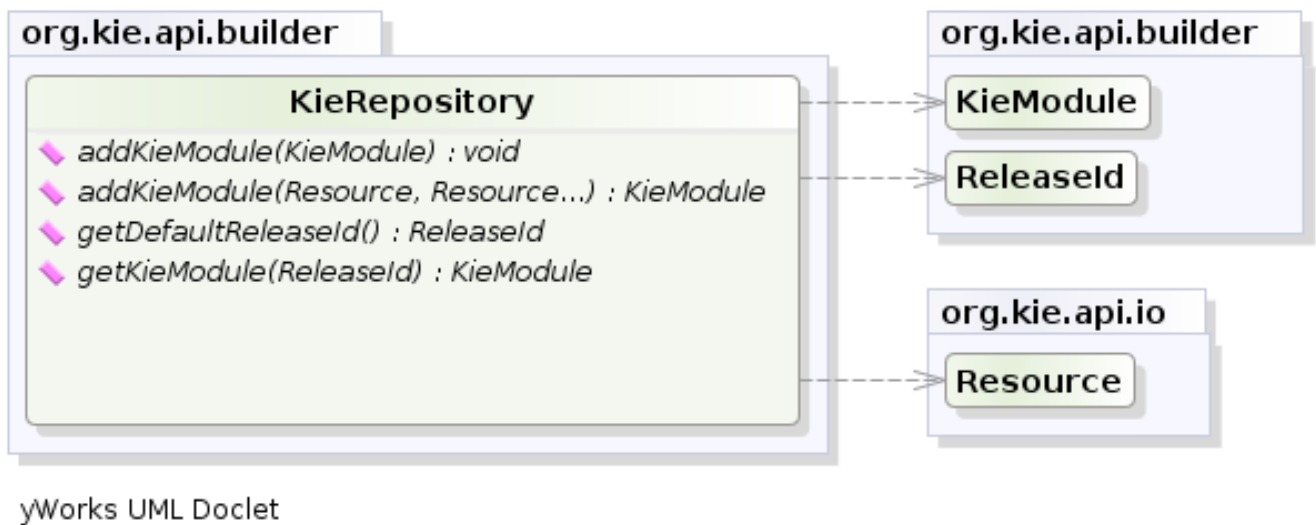 org.kie.api.builder
KieRepository
addKieModule(KieModule) : void
addKieModule(Resource, Resource...) : KieModule
getDefaultReleaseId() : ReleaseId
getKieModule(ReleaseId) : KieModule
org.kie.api.builder
KieModule
ReleaseId
org.kie.api.io
Resource
yWorks UML Doclet